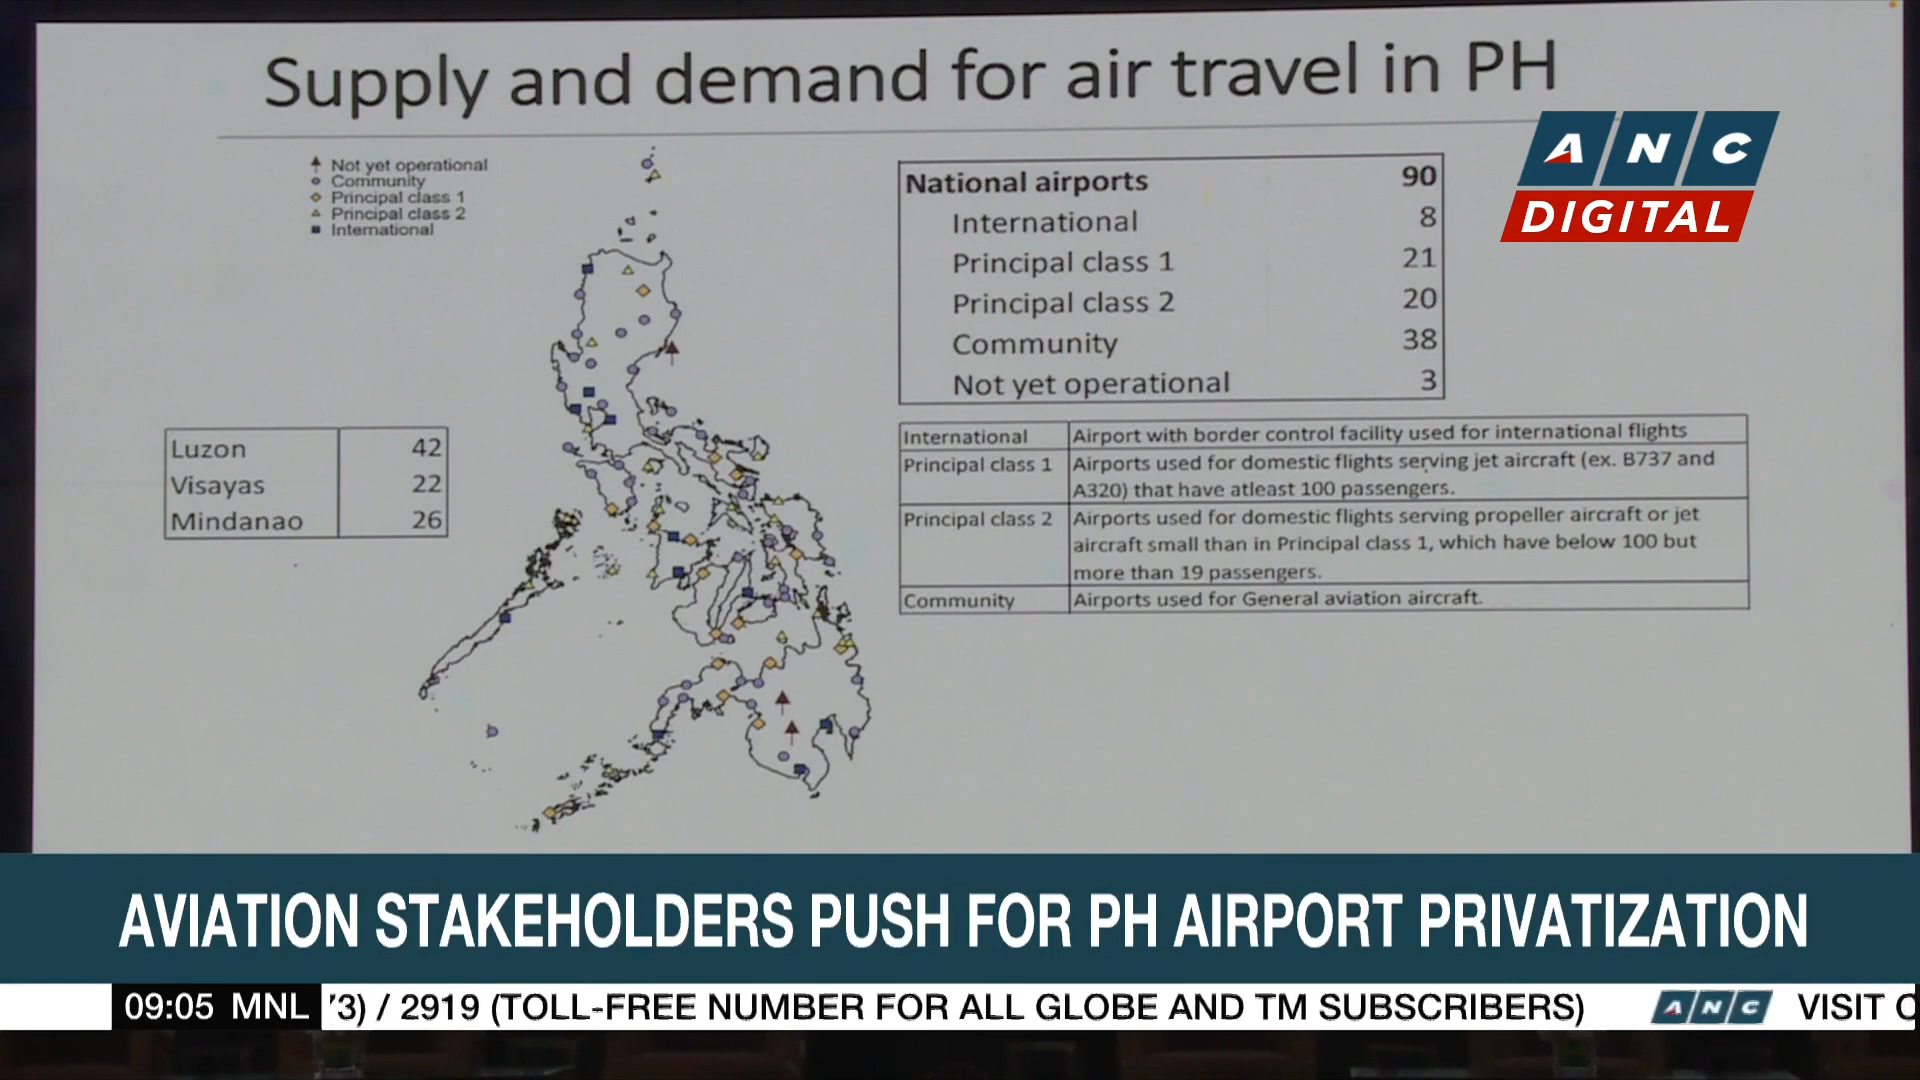 Supply and demand for air travel in PH
ANC
DIGITAL
Not yet operational
Community
Principal class 1
Principal class 2
International
National airports 90
International 8
Principal class 1 21
Principal class 2 20
Community 38
Not yet operational 3
Luzon 42
Visayas 22
Mindanao 26
International Airport with border control facility used for international flights
Principal class 1 Airports used for domestic flights serving jet aircraft (ex. B737 and
A320) that have atleast 100 passengers.
Principal class 2 Airports used for domestic flights serving propeller aircraft or jet
aircraft small than in Principal class 1, which have below 100 but
more than 19 passengers.
Community Airports used for General aviation aircraft.
AVIATION STAKEHOLDERS PUSH FOR PH AIRPORT PRIVATIZATION
09:05 MNL 3) / 2919 (TOLL-FREE NUMBER FOR ALL GLOBE AND TM SUBSCRIBERS) ANC VISIT